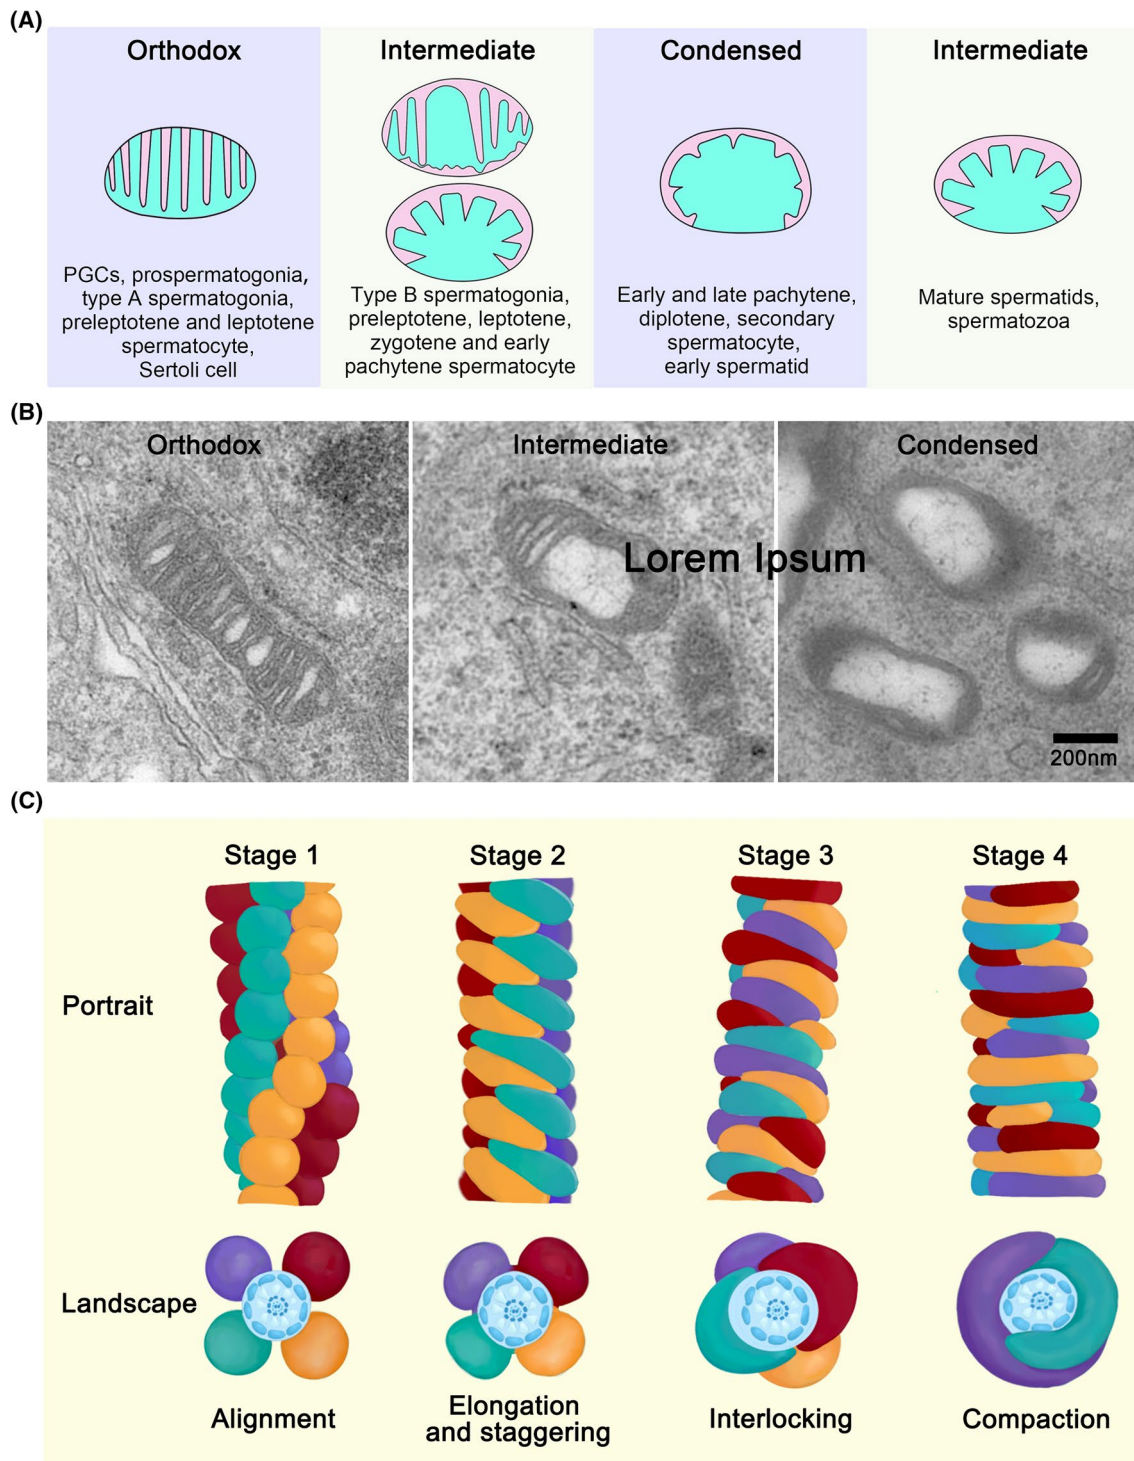 (A)
Orthodox
Intermediate
Condensed
Intermediate
PGCs, prospermatogonia,
type A spermatogonia,
preleptotene and leptotene
spermatocyte,
Sertoli cell
Type B spermatogonia,
preleptotene, leptotene,
zygotene and early
pachytene spermatocyte
Early and late pachytene,
diplotene, secondary
spermatocyte,
early spermatid
Mature spermatids,
spermatozoa
(B)
Orthodox
Intermediate
Condensed
Lorem Ipsum
200nm
(C)
Stage 1
Stage 2
Stage 3
Stage 4
Portrait
Landscape
Alignment
Elongation
and staggering
Interlocking
Compaction